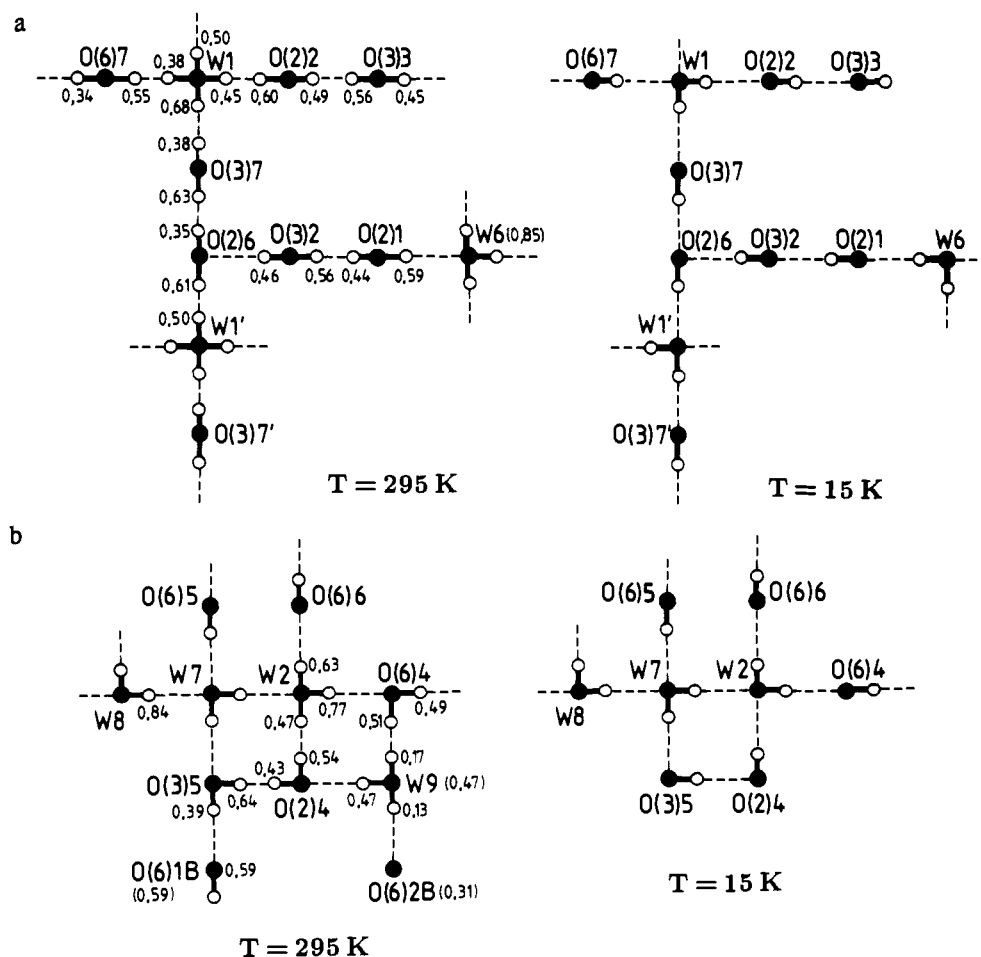 a
0,50
O(6)7 0,38 W1 O(2)2 O(3)3
0,34 0,55 0,45 0,60 0,49 0,56 0,45
0,68
0,38
O(3)7
0,63
0,35
O(2)6 O(3)2 O(2)1 W6(0,85)
0,46 0,56 0,44 0,59
0,61
0,50
W1'
O(3)7'
T = 295 K
O(6)7 W1 O(2)2 O(3)3
O(3)7
O(2)6 O(3)2 O(2)1 W6
W1'
O(3)7'
T = 15 K
b
O(6)5 O(6)6
W7 W2 0,63 O(6)4
W8 0,84 0,77 0,49
0,47 0,51
0,54 0,17
0,43
O(3)5 0,64 O(2)4 0,47 W9 (0,47)
0,39 0,13
O(6)1B 0,59
(0,59)
O(6)2B(0,31)
T = 295 K
O(6)5 O(6)6
W7 W2 O(6)4
W8
O(3)5 O(2)4
T = 15 K